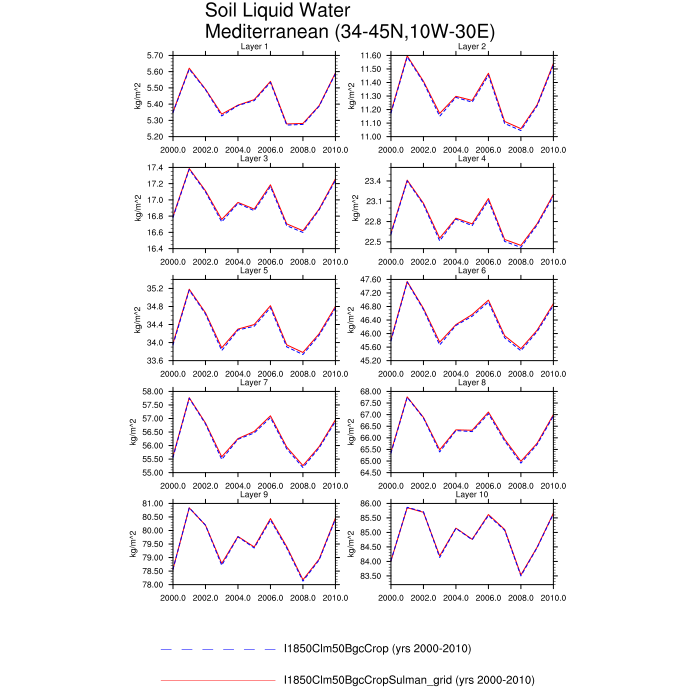 Soil Liquid Water
Mediterranean (34-45N,10W-30E)
Layer 1
5.70
5.60
5.50
5.40
5.30
5.20
kg/m^2
2000.0 2002.0 2004.0 2006.0 2008.0 2010.0
Layer 2
11.60
11.50
11.40
11.30
11.20
11.10
11.00
kg/m^2
2000.0 2002.0 2004.0 2006.0 2008.0 2010.0
Layer 3
17.4
17.2
17.0
16.8
16.6
16.4
kg/m^2
2000.0 2002.0 2004.0 2006.0 2008.0 2010.0
Layer 4
23.4
23.1
22.8
22.5
kg/m^2
2000.0 2002.0 2004.0 2006.0 2008.0 2010.0
Layer 5
35.2
34.8
34.4
34.0
33.6
kg/m^2
2000.0 2002.0 2004.0 2006.0 2008.0 2010.0
Layer 6
47.60
47.20
46.80
46.40
46.00
45.60
45.20
kg/m^2
2000.0 2002.0 2004.0 2006.0 2008.0 2010.0
Layer 7
58.00
57.50
57.00
56.50
56.00
55.50
55.00
kg/m^2
2000.0 2002.0 2004.0 2006.0 2008.0 2010.0
Layer 8
68.00
67.50
67.00
66.50
66.00
65.50
65.00
64.50
kg/m^2
2000.0 2002.0 2004.0 2006.0 2008.0 2010.0
Layer 9
81.00
80.50
80.00
79.50
79.00
78.50
78.00
kg/m^2
2000.0 2002.0 2004.0 2006.0 2008.0 2010.0
Layer 10
86.00
85.50
85.00
84.50
84.00
83.50
kg/m^2
2000.0 2002.0 2004.0 2006.0 2008.0 2010.0
I1850Clm50BgcCrop (yrs 2000-2010)
I1850Clm50BgcCropSulman_grid (yrs 2000-2010)